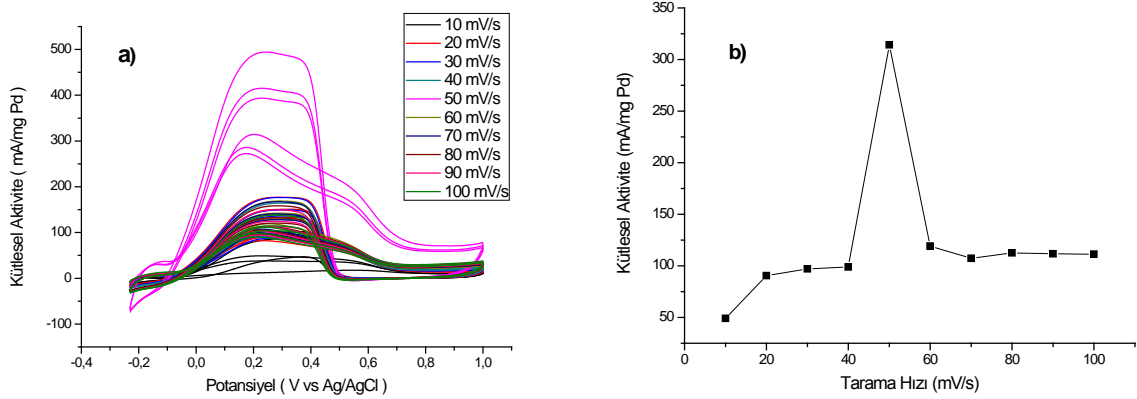 a)
10 mV/s
20 mV/s
30 mV/s
40 mV/s
50 mV/s
60 mV/s
70 mV/s
80 mV/s
90 mV/s
100 mV/s
500
400
300
200
100
0
-100
Kütlesel Aktivite ( mA/mg Pd )
-0,4
-0,2
0,0
0,2
0,4
0,6
0,8
1,0
Potansiyel ( V vs Ag/AgCl )
b)
350
300
250
200
150
100
50
Kütlesel Aktivite (mA/mg Pd)
0
20
40
60
80
100
Tarama Hızı (mV/s)